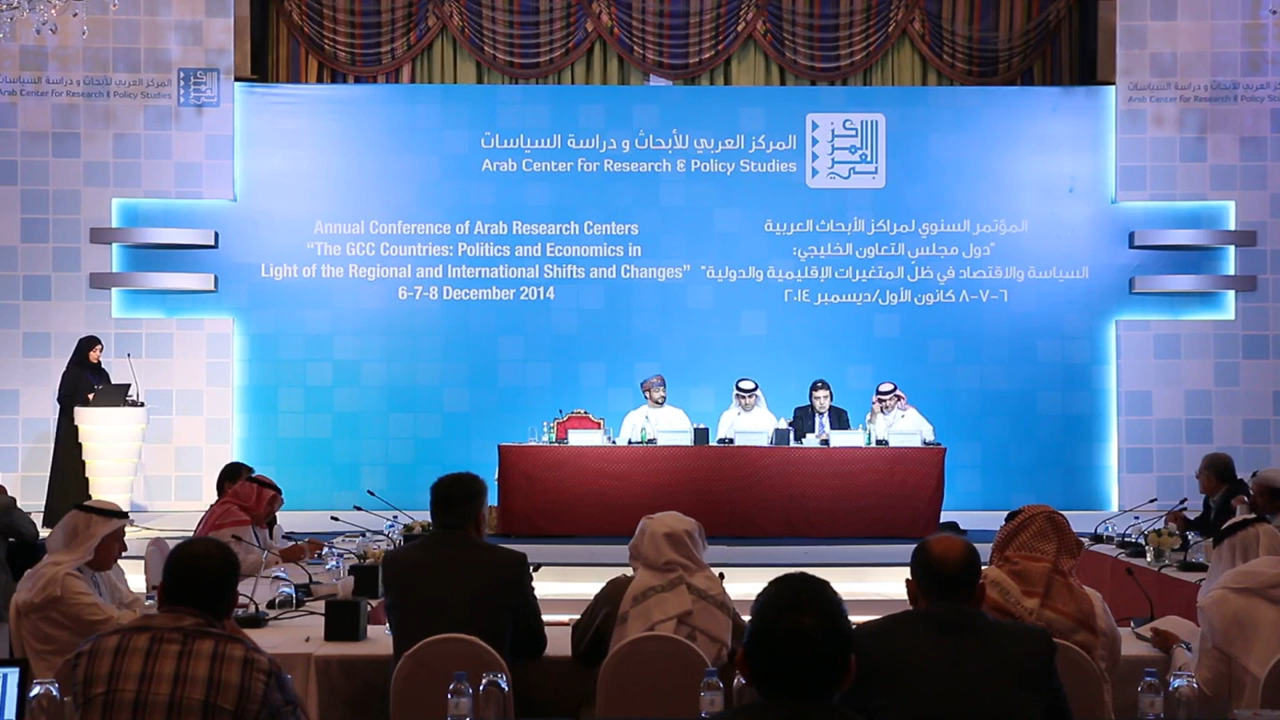 المركز العربي للأبحاث و دراسة السياسات
Arab Center for Research & Policy Studies
المركز العربي للأبحاث و دراسة السياسات
Arab Center for Research & Policy Studies
المركز العربي
المركز العربي للأبحاث و دراسة السياسات
Arab Center for Research & Policy
Annual Conference of Arab Research Centers
“The GCC Countries: Politics and Economics in
Light of the Regional and International Shifts and Changes”
6-7-8 December 2014
المؤتمر السنوي لمراكز الأبحاث العربية
"دول مجلس التعاون الخليجي:
السياسة والاقتصاد في ظل المتغيرات الإقليمية والدولية"
٦-٧-٨ كانون الأول/ديسمبر ٢٠١٤